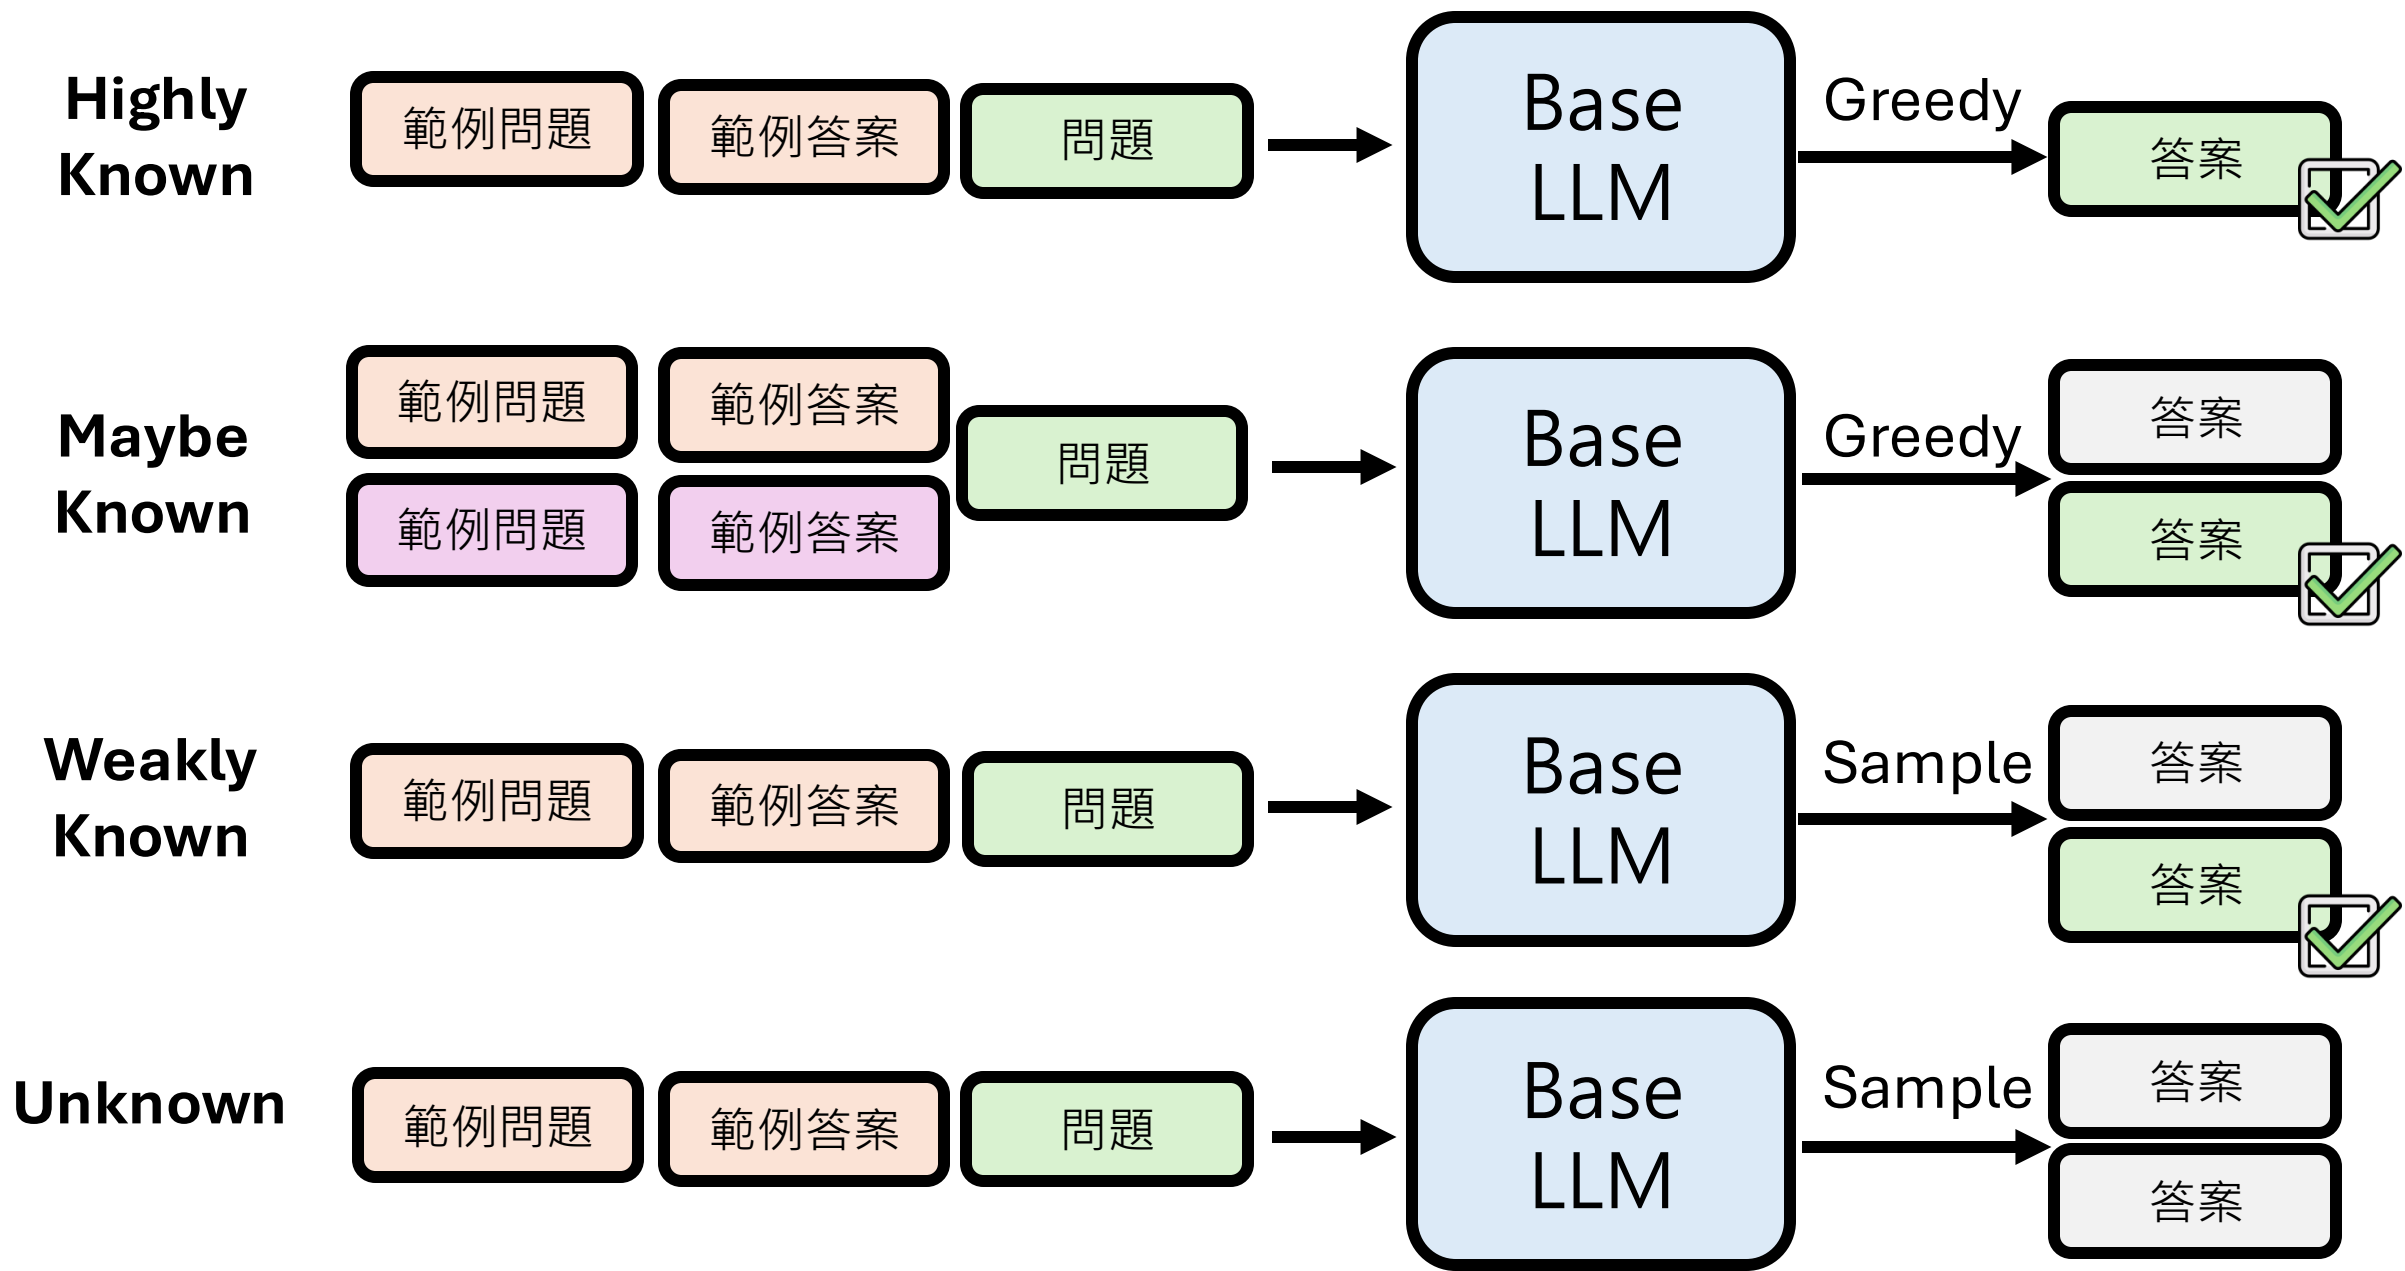 Highly
Known
範例問題
範例答案
問題
Base
LLM
Greedy
答案
Maybe
Known
範例問題
範例答案
範例問題
範例答案
問題
Base
LLM
Greedy
答案
答案
Weakly
Known
範例問題
範例答案
問題
Base
LLM
Sample
答案
答案
Unknown
範例問題
範例答案
問題
Base
LLM
Sample
答案
答案